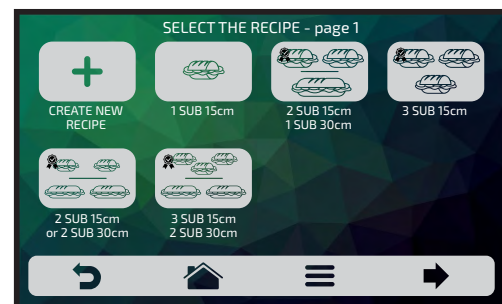 SELECT THE RECIPE - page 1
CREATE NEW
RECIPE
1 SUB 15cm
2 SUB 15cm
1 SUB 30cm
3 SUB 15cm
2 SUB 15cm
or 2 SUB 30cm
3 SUB 15cm
2 SUB 30cm